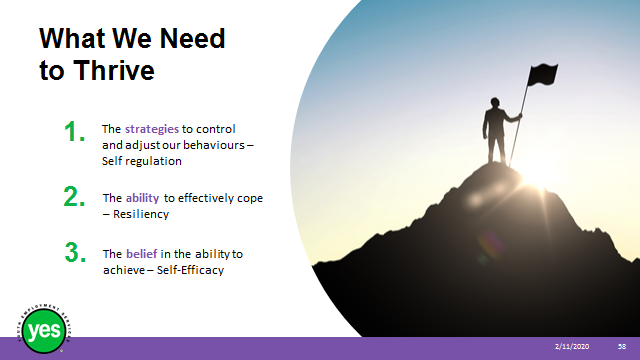 What We Need
to Thrive
1.
The strategies to control
and adjust our behaviours –
Self regulation
2.
The ability to effectively cope
– Resiliency
3.
The belief in the ability to
achieve – Self-Efficacy
YOUTH EMPLOYMENT SERVICES
yes
2/11/2020
58